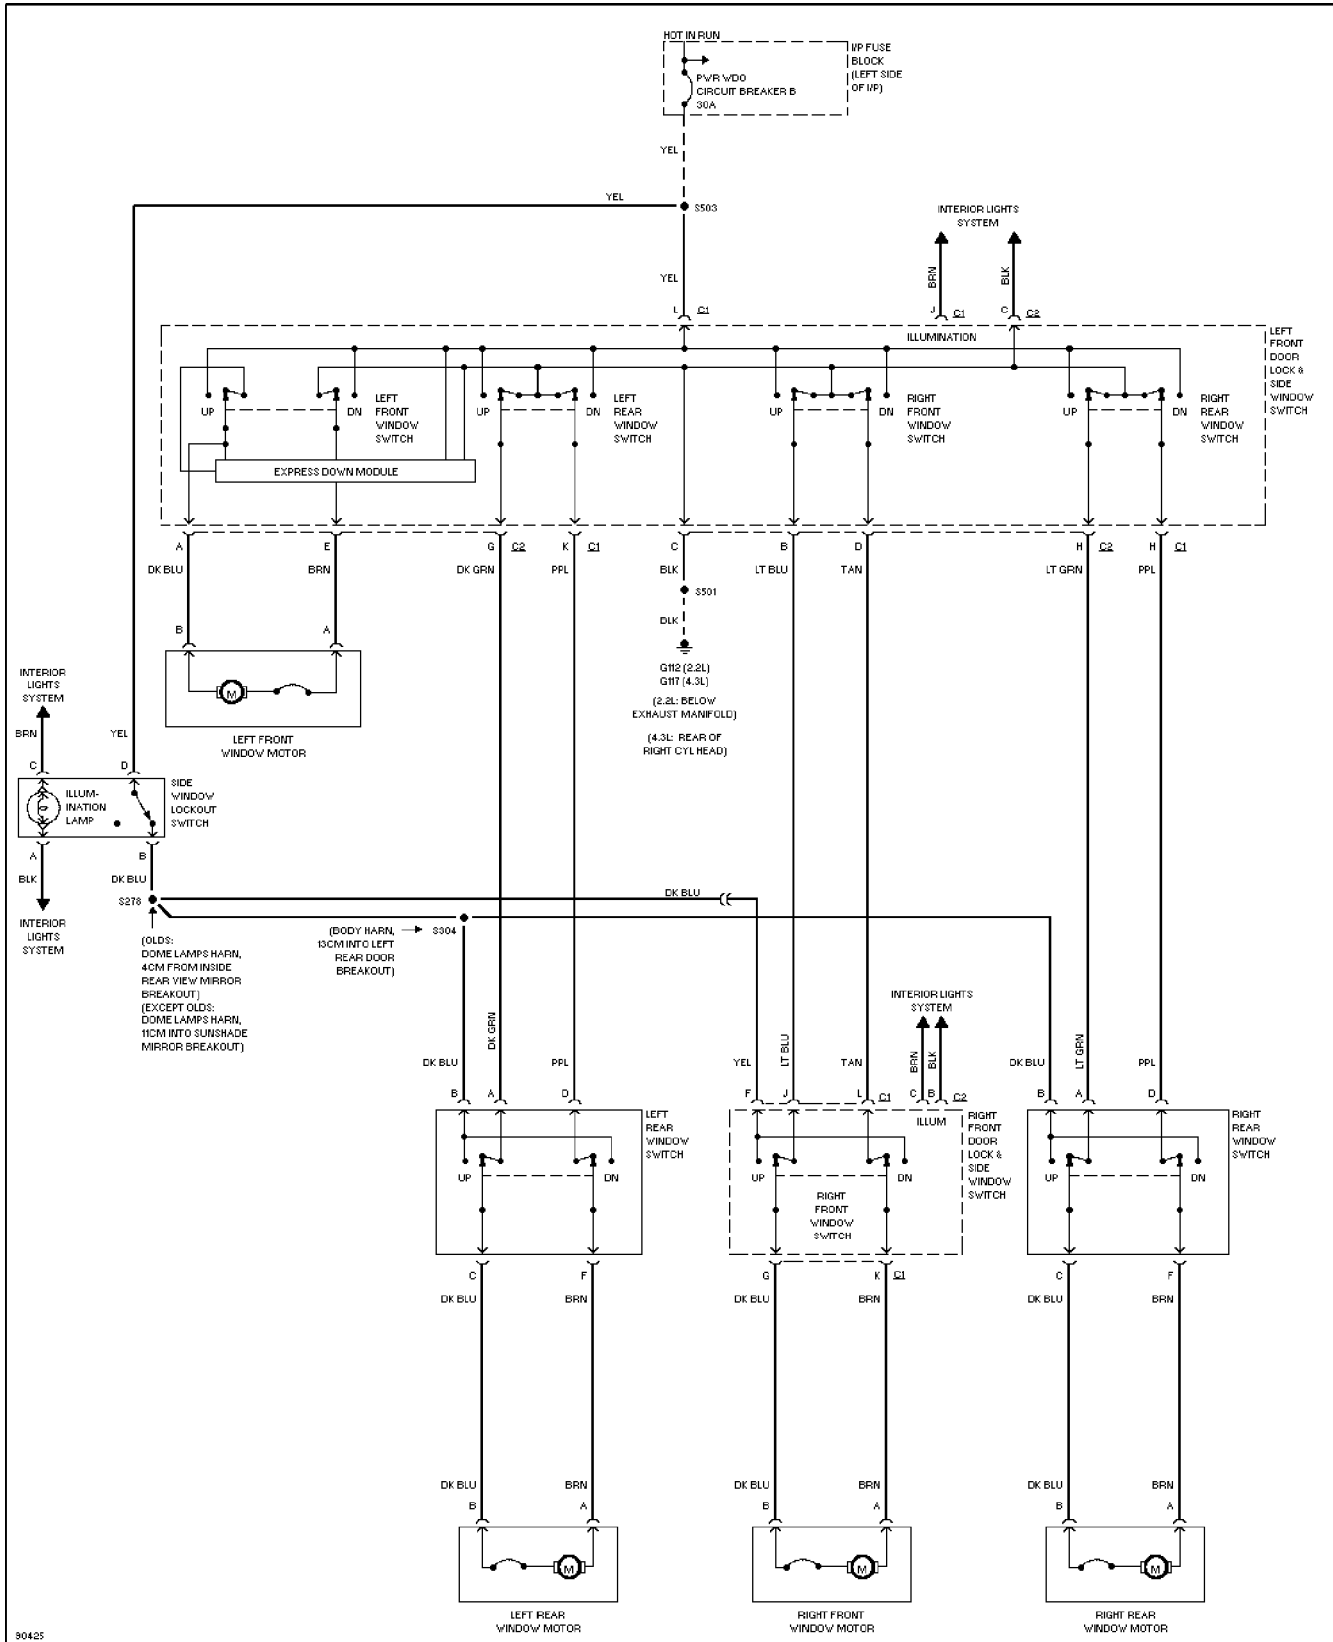 HOT IN RUN
I/P FUSE
BLOCK
(LEFT SIDE
OF I/P)
PWR WDO
CIRCUIT BREAKER B
30A
YEL
YEL
S503
INTERIOR LIGHTS
SYSTEM
YEL
BRN
BLK
L C1
J C1
C C2
ILLUMINATION
LEFT
FRONT
DOOR
LOCK &
SIDE
WINDOW
SWITCH
UP
DN
LEFT
FRONT
WINDOW
SWITCH
UP
DN
LEFT
REAR
WINDOW
SWITCH
UP
DN
RIGHT
FRONT
WINDOW
SWITCH
UP
DN
RIGHT
REAR
WINDOW
SWITCH
EXPRESS DOWN MODULE
A E G C2 K C1 C B D H C2 H C1
DK BLU BRN DK GRN PPL BLK LT BLU TAN LT GRN PPL
S501
DLK
B A
G112 (2.2L)
G117 (4.3L)
(2.2L: BELOW
EXHAUST MANIFOLD)
(4.3L: REAR OF
RIGHT CYL HEAD)
M
LEFT FRONT
WINDOW MOTOR
INTERIOR
LIGHTS
SYSTEM
BRN YEL
C D
ILLUM-
INATION
LAMP
SIDE
WINDOW
LOCKOUT
SWITCH
A B
BLK DK BLU
S278
INTERIOR
LIGHTS
SYSTEM
(OLDS:
DOME LAMPS HARN,
4CM FROM INSIDE
REAR VIEW MIRROR
BREAKOUT)
(EXCEPT OLDS:
DOME LAMPS HARN,
11CM INTO SUNSHADE
MIRROR BREAKOUT)
DK BLU
(BODY HARN,
13CM INTO LEFT
REAR DOOR
BREAKOUT)
S304
INTERIOR LIGHTS
SYSTEM
DK BLU DK GRN PPL YEL LT BLU TAN BRN BLK DK BLU LT GRN PPL
B A D F J L C1 C B C2 B A D
LEFT
REAR
WINDOW
SWITCH
UP
DN
ILLUM
RIGHT
FRONT
DOOR
LOCK &
SIDE
WINDOW
SWITCH
UP
DN
RIGHT
FRONT
WINDOW
SWITCH
RIGHT
REAR
WINDOW
SWITCH
UP
DN
C F G K C1 C F
DK BLU BRN DK BLU BRN DK BLU BRN
DK BLU BRN DK BLU BRN DK BLU BRN
B A B A B A
M M M
LEFT REAR
WINDOW MOTOR
RIGHT FRONT
WINDOW MOTOR
RIGHT REAR
WINDOW MOTOR
90425